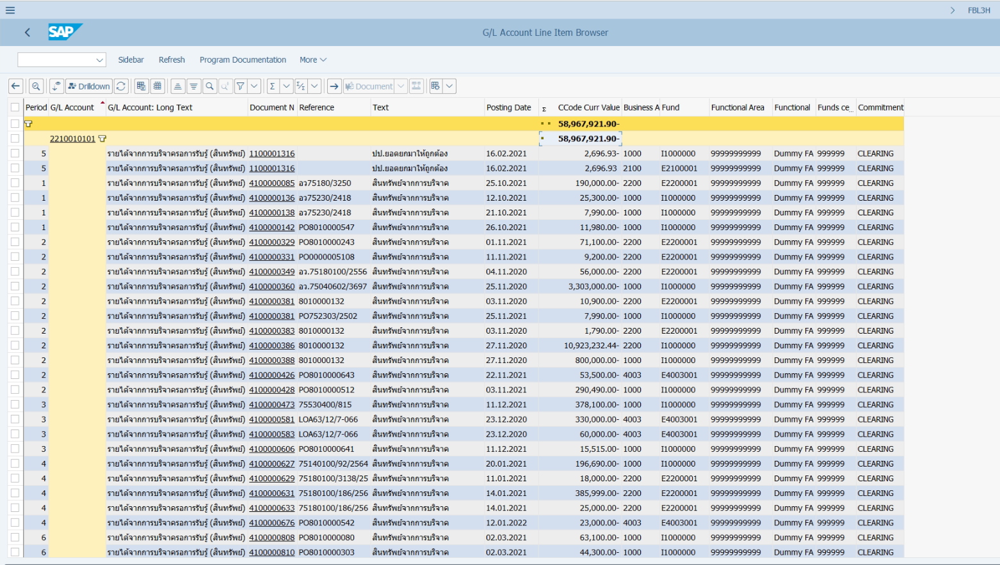 FBL3H
SAP G/L Account Line Item Browser
Sidebar Refresh Program Documentation More
Drilldown Document
Period G/L Account G/L Account: Long Text Document N Reference Text Posting Date Σ CCode Curr Value Business A Fund Functional Area Functional Funds ce... Commitment
58,967,921.90-
2210010101 58,967,921.90-
5 รายได้จากการบริจาครอการรับรู้ (สินทรัพย์) 1100001316 ปป.ยอดยกมาให้ถูกต้อง 16.02.2021 2,696.93- 1000 I1000000 99999999999 Dummy FA 999999 CLEARING
5 รายได้จากการบริจาครอการรับรู้ (สินทรัพย์) 1100001316 ปป.ยอดยกมาให้ถูกต้อง 16.02.2021 2,696.93 2100 E2100001 99999999999 Dummy FA 999999 CLEARING
1 รายได้จากการบริจาครอการรับรู้ (สินทรัพย์) 4100000085 อว75180/3250 สินทรัพย์จากการบริจาค 25.10.2021 190,000.00- 2200 E2200001 99999999999 Dummy FA 999999 CLEARING
1 รายได้จากการบริจาครอการรับรู้ (สินทรัพย์) 4100000136 อว75230/2418 สินทรัพย์จากการบริจาค 12.10.2021 25,300.00- 1000 I1000000 99999999999 Dummy FA 999999 CLEARING
1 รายได้จากการบริจาครอการรับรู้ (สินทรัพย์) 4100000138 อว75230/2418 สินทรัพย์จากการบริจาค 21.10.2021 7,990.00- 1000 I1000000 99999999999 Dummy FA 999999 CLEARING
1 รายได้จากการบริจาครอการรับรู้ (สินทรัพย์) 4100000142 PO8010000547 สินทรัพย์จากการบริจาค 26.10.2021 11,980.00- 1000 I1000000 99999999999 Dummy FA 999999 CLEARING
2 รายได้จากการบริจาครอการรับรู้ (สินทรัพย์) 4100000329 PO8010000243 สินทรัพย์จากการบริจาค 01.11.2021 71,100.00- 2200 E2200001 99999999999 Dummy FA 999999 CLEARING
2 รายได้จากการบริจาครอการรับรู้ (สินทรัพย์) 4100000331 PO0000005108 สินทรัพย์จากการบริจาค 11.11.2021 9,200.00- 2200 E2200001 99999999999 Dummy FA 999999 CLEARING
2 รายได้จากการบริจาครอการรับรู้ (สินทรัพย์) 4100000349 อว.75180100/2556 สินทรัพย์จากการบริจาค 04.11.2020 56,000.00- 2200 E2200001 99999999999 Dummy FA 999999 CLEARING
2 รายได้จากการบริจาครอการรับรู้ (สินทรัพย์) 4100000360 อว.75040602/3697 สินทรัพย์จากการบริจาค 25.11.2020 3,303,000.00- 1000 I1000000 99999999999 Dummy FA 999999 CLEARING
2 รายได้จากการบริจาครอการรับรู้ (สินทรัพย์) 4100000381 8010000132 สินทรัพย์จากการบริจาค 03.11.2020 10,900.00- 2200 E2200001 99999999999 Dummy FA 999999 CLEARING
2 รายได้จากการบริจาครอการรับรู้ (สินทรัพย์) 4100000381 PO752303/2502 สินทรัพย์จากการบริจาค 25.11.2021 7,990.00- 1000 I1000000 99999999999 Dummy FA 999999 CLEARING
2 รายได้จากการบริจาครอการรับรู้ (สินทรัพย์) 4100000383 8010000132 สินทรัพย์จากการบริจาค 03.11.2020 1,790.00- 2200 E2200001 99999999999 Dummy FA 999999 CLEARING
2 รายได้จากการบริจาครอการรับรู้ (สินทรัพย์) 4100000386 8010000132 สินทรัพย์จากการบริจาค 27.11.2020 10,923,232.44- 2200 I1000000 99999999999 Dummy FA 999999 CLEARING
2 รายได้จากการบริจาครอการรับรู้ (สินทรัพย์) 4100000388 8010000132 สินทรัพย์จากการบริจาค 27.11.2020 800,000.00- 1000 I1000000 99999999999 Dummy FA 999999 CLEARING
2 รายได้จากการบริจาครอการรับรู้ (สินทรัพย์) 4100000426 PO8010000643 สินทรัพย์จากการบริจาค 22.11.2021 53,500.00- 4003 E4003001 99999999999 Dummy FA 999999 CLEARING
2 รายได้จากการบริจาครอการรับรู้ (สินทรัพย์) 4100000428 PO8010000512 สินทรัพย์จากการบริจาค 03.11.2021 290,490.00- 1000 I1000000 99999999999 Dummy FA 999999 CLEARING
3 รายได้จากการบริจาครอการรับรู้ (สินทรัพย์) 4100000473 75530400/815 สินทรัพย์จากการบริจาค 11.12.2021 378,100.00- 1000 I1000000 99999999999 Dummy FA 999999 CLEARING
3 รายได้จากการบริจาครอการรับรู้ (สินทรัพย์) 4100000581 LOA63/12/7-066 สินทรัพย์จากการบริจาค 23.12.2020 330,000.00- 4003 E4003001 99999999999 Dummy FA 999999 CLEARING
3 รายได้จากการบริจาครอการรับรู้ (สินทรัพย์) 4100000583 LOA63/12/7-066 สินทรัพย์จากการบริจาค 23.12.2020 60,000.00- 4003 E4003001 99999999999 Dummy FA 999999 CLEARING
3 รายได้จากการบริจาครอการรับรู้ (สินทรัพย์) 4100000606 PO8010000641 สินทรัพย์จากการบริจาค 11.12.2021 15,515.00- 1000 I1000000 99999999999 Dummy FA 999999 CLEARING
4 รายได้จากการบริจาครอการรับรู้ (สินทรัพย์) 4100000627 75140100/92/2564 สินทรัพย์จากการบริจาค 20.01.2021 196,690.00- 1000 I1000000 99999999999 Dummy FA 999999 CLEARING
4 รายได้จากการบริจาครอการรับรู้ (สินทรัพย์) 4100000629 75180100/3138/25 สินทรัพย์จากการบริจาค 11.01.2021 18,000.00- 2200 E2200001 99999999999 Dummy FA 999999 CLEARING
4 รายได้จากการบริจาครอการรับรู้ (สินทรัพย์) 4100000631 75180100/186/256 สินทรัพย์จากการบริจาค 14.01.2021 385,999.00- 2200 E2200001 99999999999 Dummy FA 999999 CLEARING
4 รายได้จากการบริจาครอการรับรู้ (สินทรัพย์) 4100000633 75180100/186/256 สินทรัพย์จากการบริจาค 14.01.2021 25,000.00- 2200 E2200001 99999999999 Dummy FA 999999 CLEARING
4 รายได้จากการบริจาครอการรับรู้ (สินทรัพย์) 4100000676 PO8010000542 สินทรัพย์จากการบริจาค 12.01.2022 23,000.00- 4003 E4003001 99999999999 Dummy FA 999999 CLEARING
6 รายได้จากการบริจาครอการรับรู้ (สินทรัพย์) 4100000808 PO8010000080 สินทรัพย์จากการบริจาค 02.03.2021 63,100.00- 1000 I1000000 99999999999 Dummy FA 999999 CLEARING
6 รายได้จากการบริจาครอการรับรู้ (สินทรัพย์) 4100000810 PO8010000303 สินทรัพย์จากการบริจาค 02.03.2021 44,300.00- 1000 I1000000 99999999999 Dummy FA 999999 CLEARING